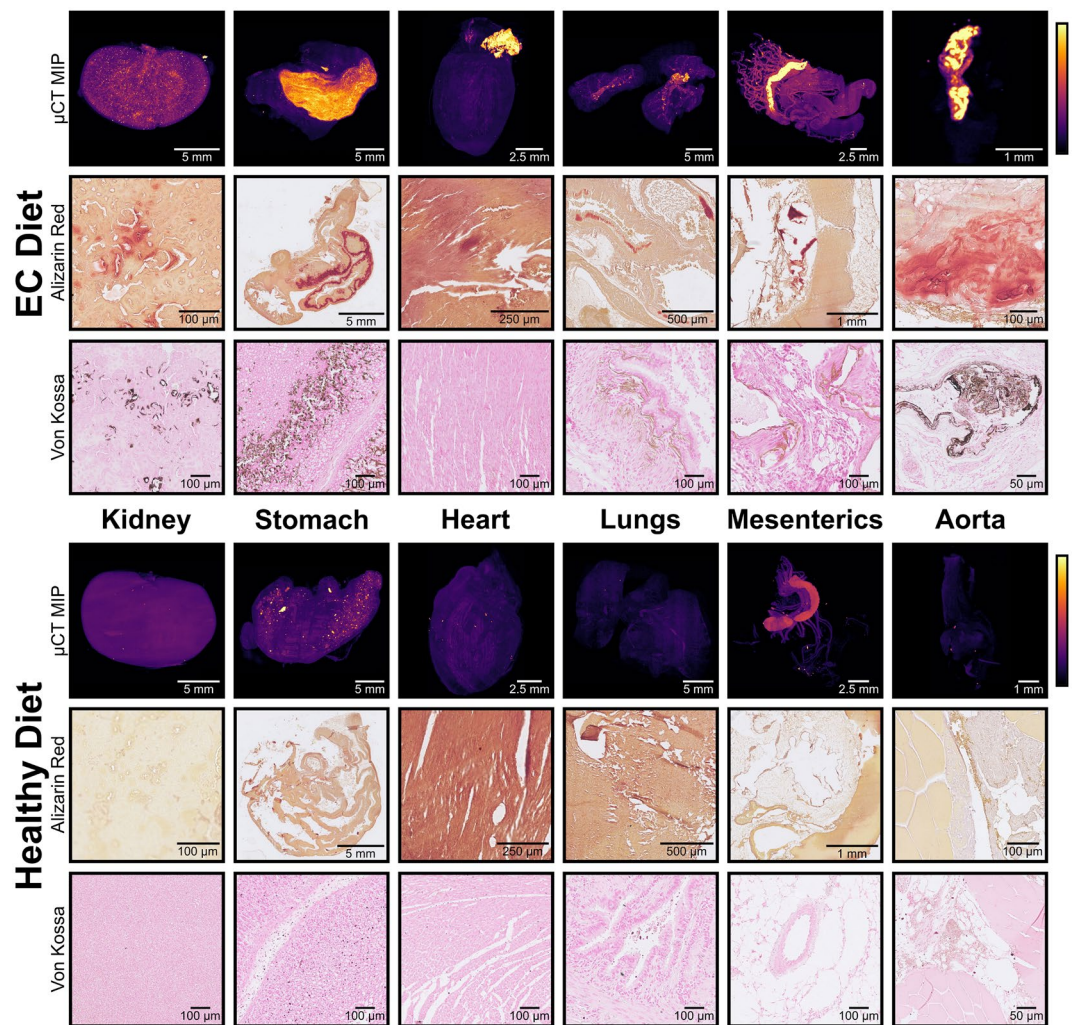 EC Diet
µCT MIP
5 mm
5 mm
2.5 mm
5 mm
2.5 mm
1 mm
Alizarin Red
100 µm
5 mm
250 µm
500 µm
1 mm
100 µm
Von Kossa
100 µm
100 µm
100 µm
100 µm
100 µm
50 µm
Kidney
Stomach
Heart
Lungs
Mesenterics
Aorta
Healthy Diet
µCT MIP
5 mm
5 mm
2.5 mm
5 mm
2.5 mm
1 mm
Alizarin Red
100 µm
5 mm
250 µm
500 µm
1 mm
100 µm
Von Kossa
100 µm
100 µm
100 µm
100 µm
100 µm
50 µm